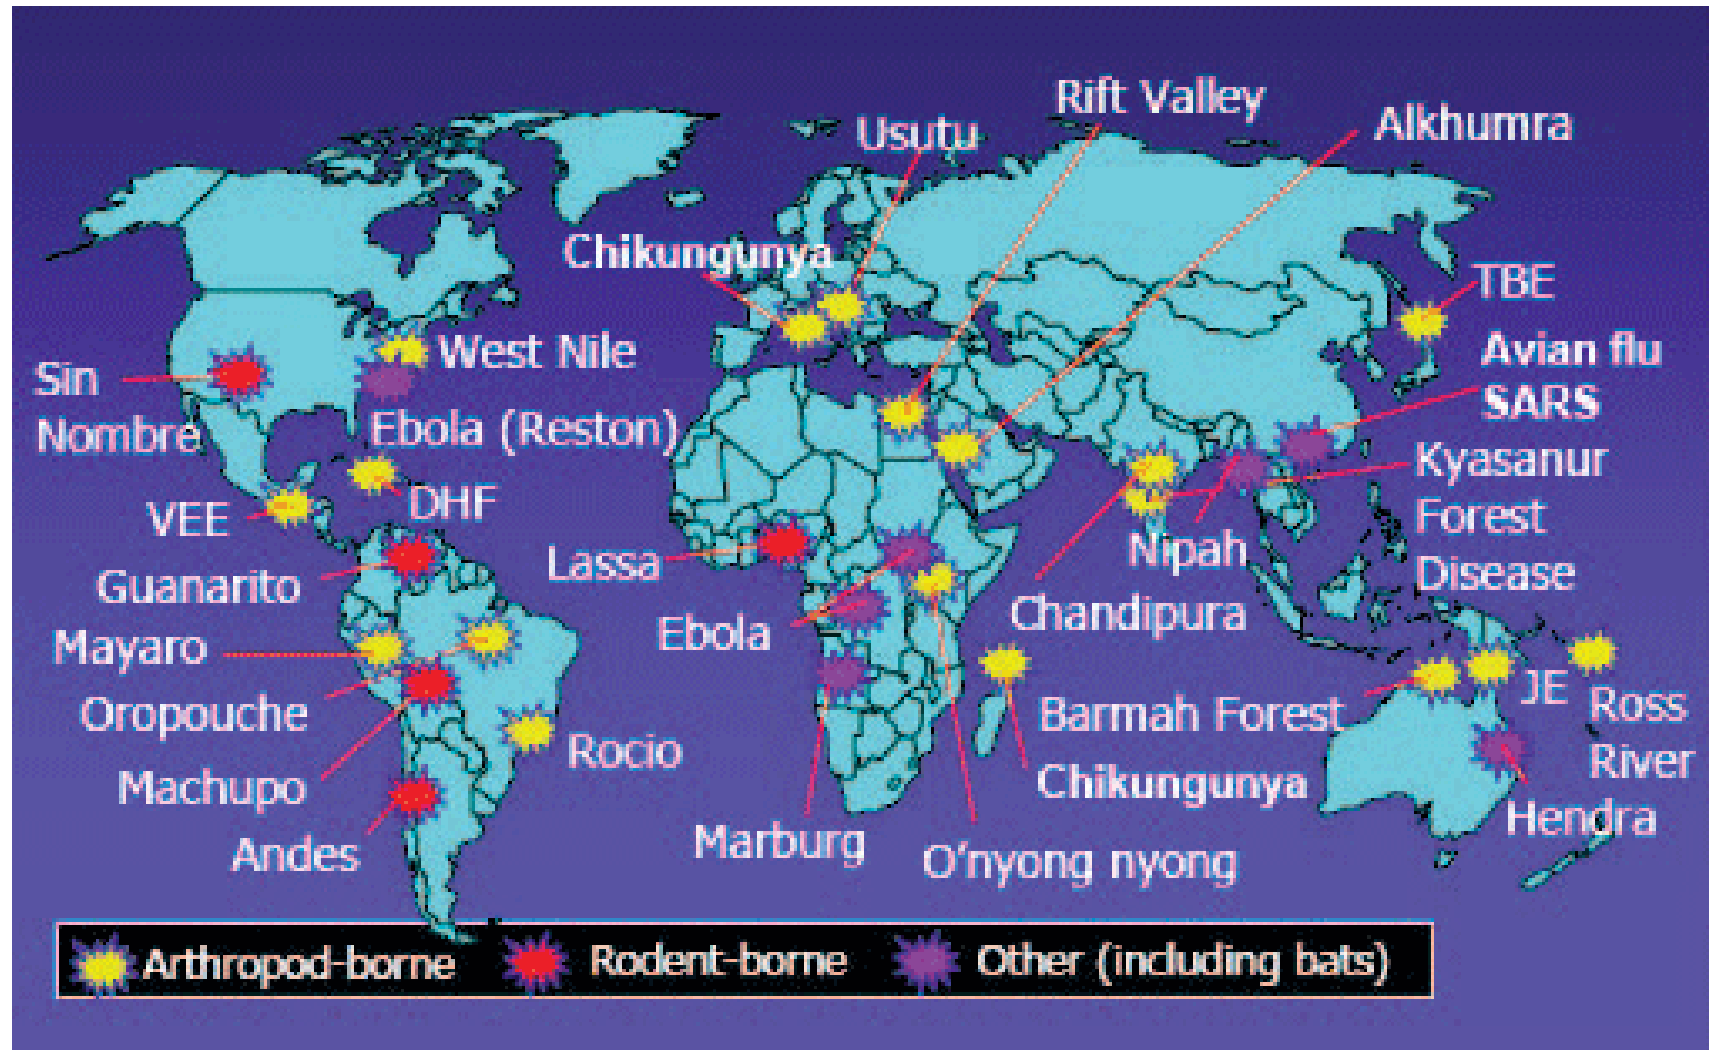 Rift Valley
Alkhumra
Usutu
Chikungunya
TBE
West Nile
Avian flu
SARS
Sin
Nombre
Ebola (Reston)
Kyasanur
Forest
Disease
DHF
VEE
Nipah
Lassa
Guanarito
Chandipura
Ebola
Mayaro
JE
Ross
River
Oropouche
Barmah Forest
Rocio
Chikungunya
Machupo
Hendra
Marburg
Andes
O'nyong nyong
Arthropod-borne
Rodent-borne
Other (including bats)